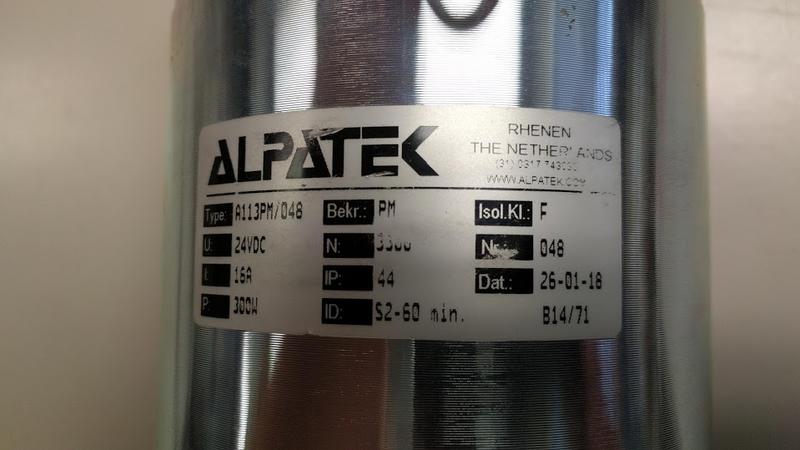 ALPATEK
RHENEN
THE NETHERLANDS
WWW.ALPATEK.COM
Type: A113PM/048 Bekr.: PM Isol.Kl.: F
U: 24VDC N: Nr.: 048
I: 16A IP: 44 Dat.: 26-01-18
P: 300W ID: S2-60 min. B14/71